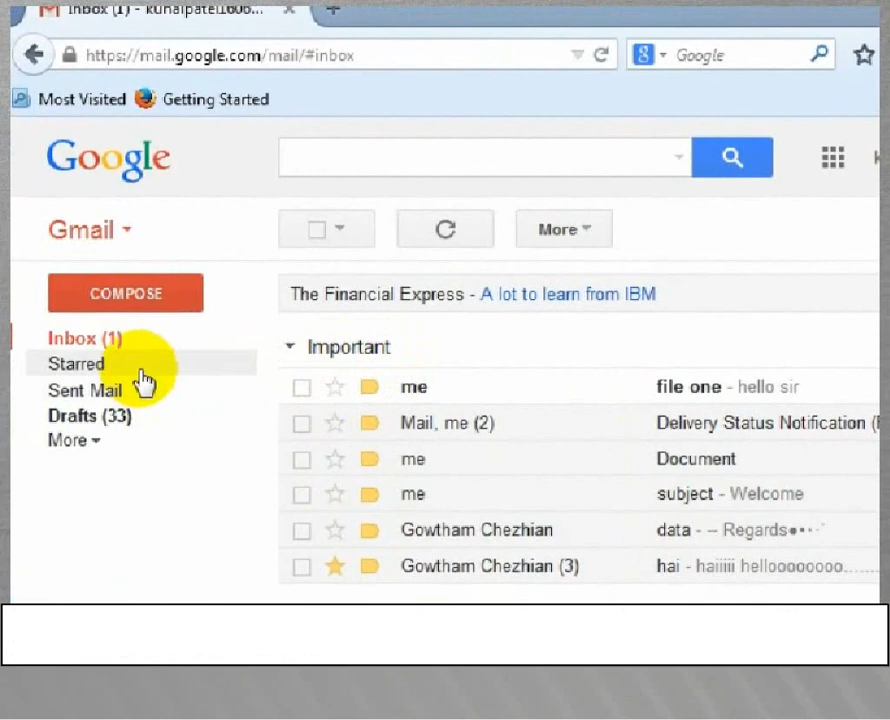 Inbox (1) - kunalpatel1606...
https://mail.google.com/mail/#inbox
Google
Most Visited Getting Started
Google
Gmail
More
COMPOSE
The Financial Express - A lot to learn from IBM
Inbox (1)
Starred
Sent Mail
Drafts (33)
More
Important
me file one - hello sir
Mail, me (2) Delivery Status Notification (
me Document
me subject - Welcome
Gowtham Chezhian data - -- Regards
Gowtham Chezhian (3) hai - haiiiii hellooooooooo......